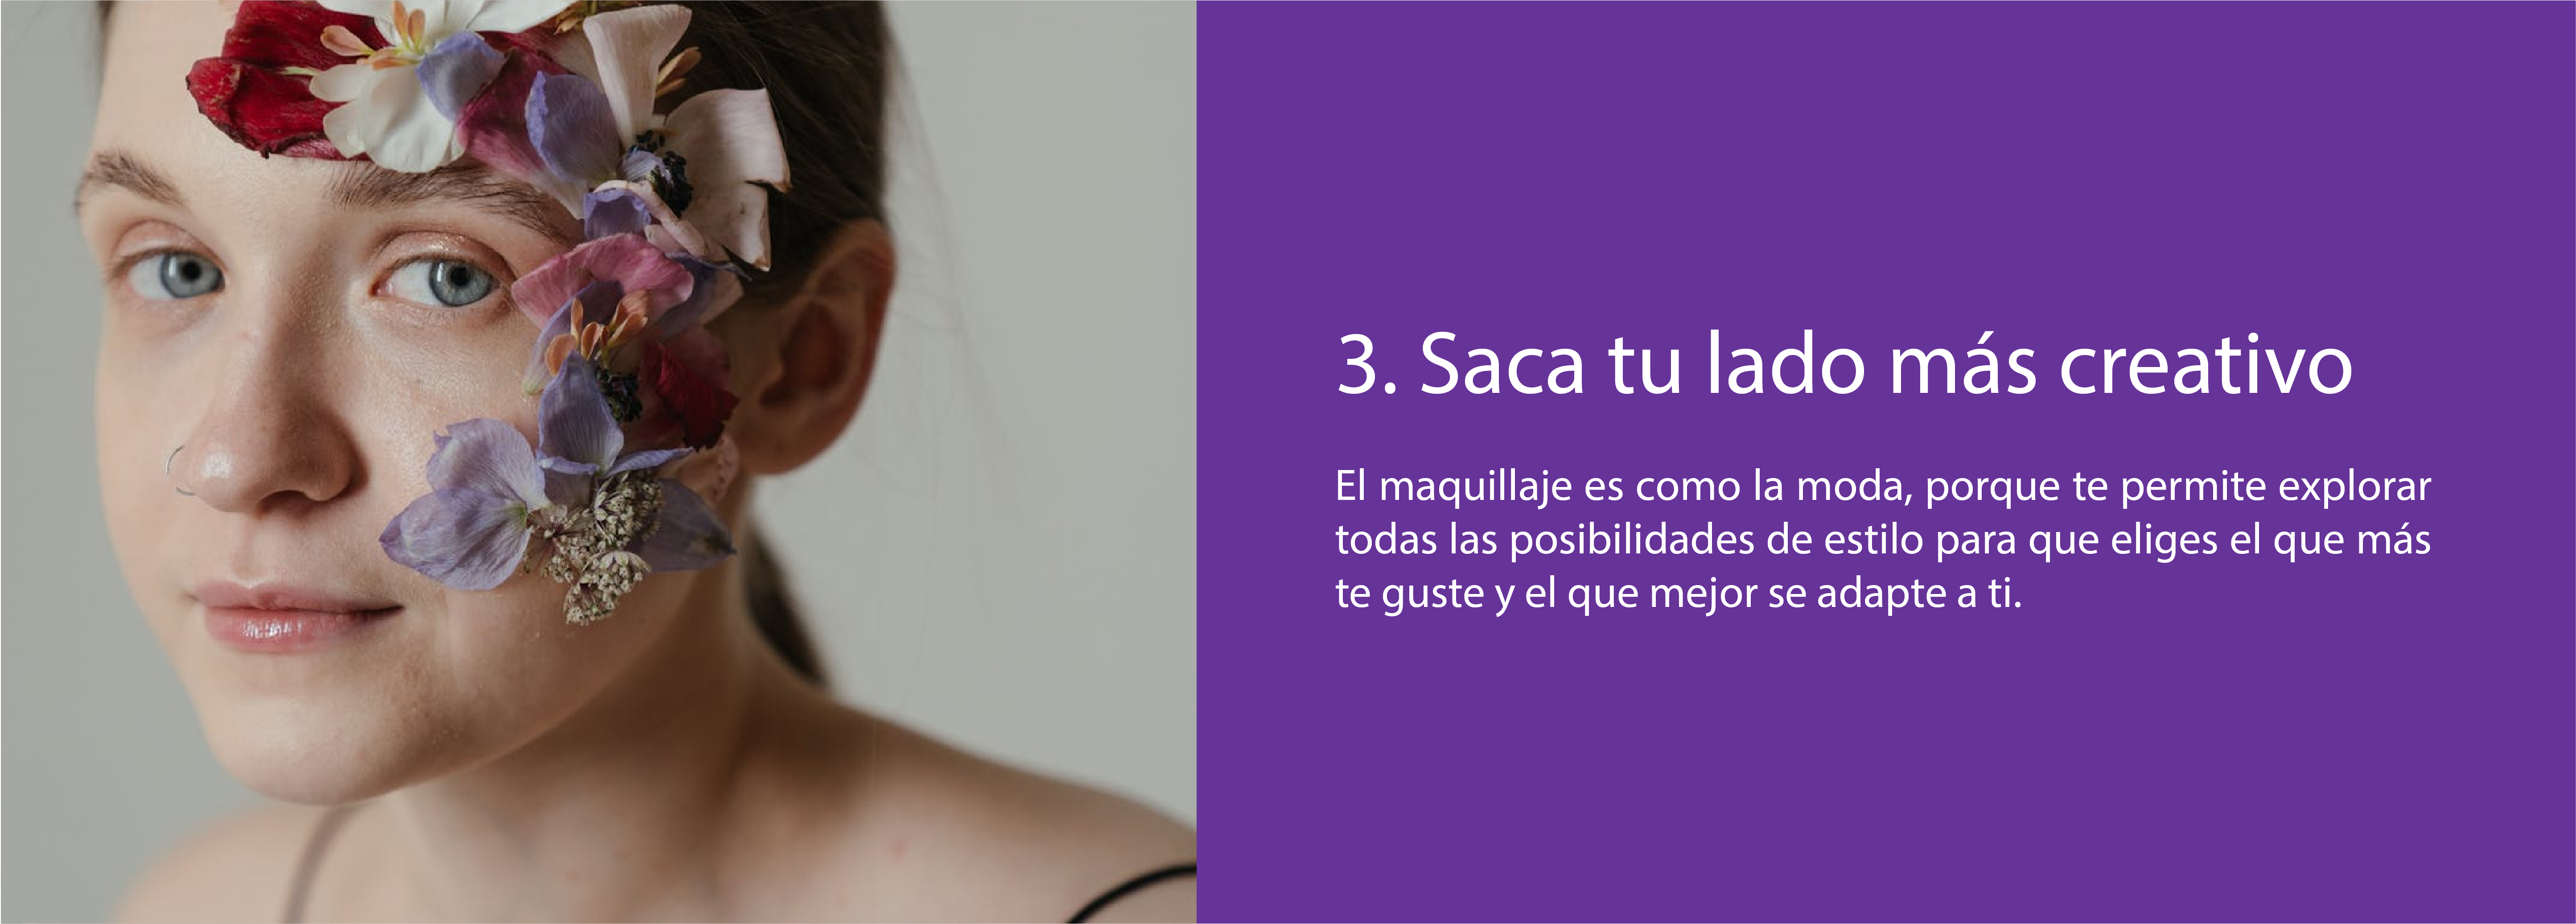 3. Saca tu lado más creativo
El maquillaje es como la moda, porque te permite explorar
todas las posibilidades de estilo para que eliges el que más
te guste y el que mejor se adapte a ti.